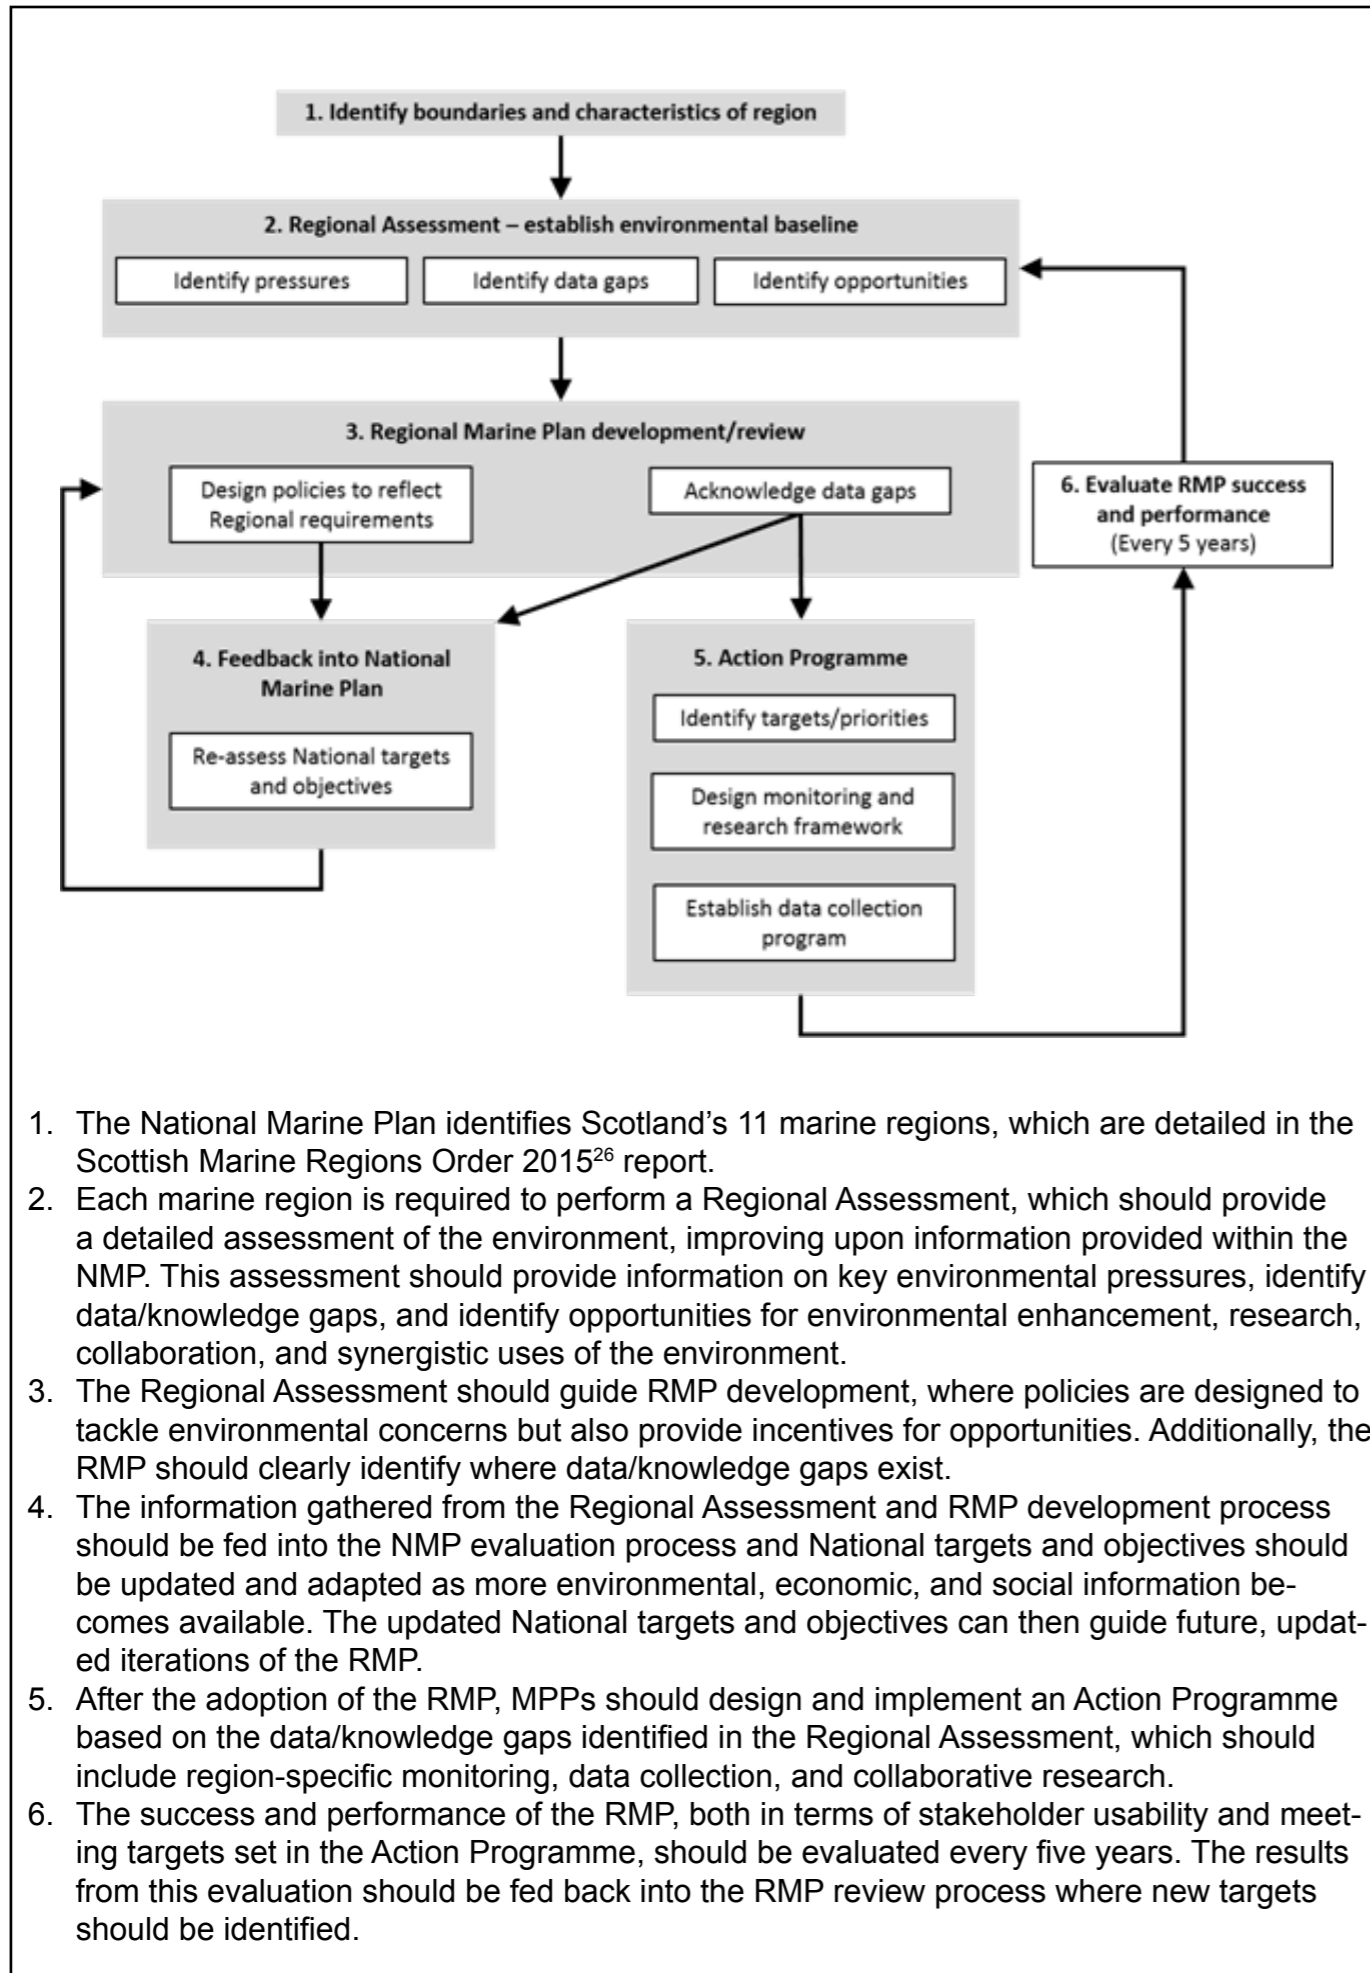 1. Identify boundaries and characteristics of region
2. Regional Assessment – establish environmental baseline
Identify pressures
Identify data gaps
Identify opportunities
3. Regional Marine Plan development/review
Design policies to reflect
Regional requirements
Acknowledge data gaps
6. Evaluate RMP success
and performance
(Every 5 years)
4. Feedback into National
Marine Plan
Re-assess National targets
and objectives
5. Action Programme
Identify targets/priorities
Design monitoring and
research framework
Establish data collection
program
1. The National Marine Plan identifies Scotland’s 11 marine regions, which are detailed in the
Scottish Marine Regions Order 2015²⁶ report.
2. Each marine region is required to perform a Regional Assessment, which should provide
a detailed assessment of the environment, improving upon information provided within the
NMP. This assessment should provide information on key environmental pressures, identify
data/knowledge gaps, and identify opportunities for environmental enhancement, research,
collaboration, and synergistic uses of the environment.
3. The Regional Assessment should guide RMP development, where policies are designed to
tackle environmental concerns but also provide incentives for opportunities. Additionally, the
RMP should clearly identify where data/knowledge gaps exist.
4. The information gathered from the Regional Assessment and RMP development process
should be fed into the NMP evaluation process and National targets and objectives should
be updated and adapted as more environmental, economic, and social information be-
comes available. The updated National targets and objectives can then guide future, updat-
ed iterations of the RMP.
5. After the adoption of the RMP, MPPs should design and implement an Action Programme
based on the data/knowledge gaps identified in the Regional Assessment, which should
include region-specific monitoring, data collection, and collaborative research.
6. The success and performance of the RMP, both in terms of stakeholder usability and meet-
ing targets set in the Action Programme, should be evaluated every five years. The results
from this evaluation should be fed back into the RMP review process where new targets
should be identified.